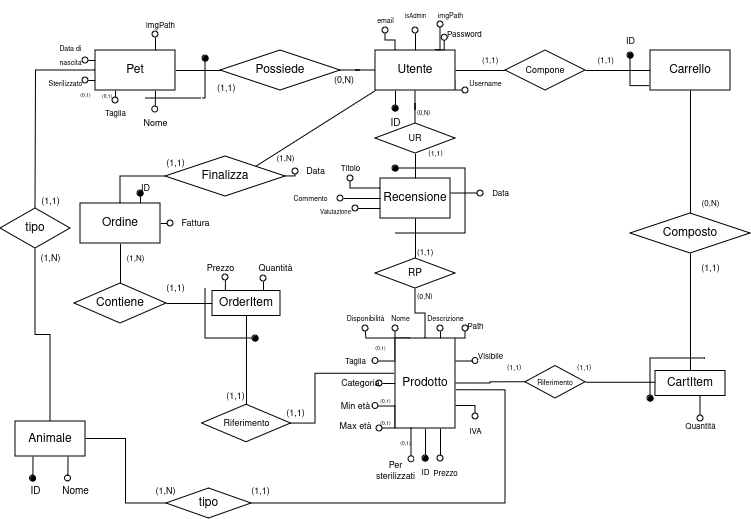 imgPath
email
isAdmin
imgPath
Password
Data di
nascita
Sterilizzato
(0,1)
(0,1)
Taglia
Pet
Nome
(1,1)
Possiede
(0,N)
Utente
Username
ID
(0,N)
(1,1)
Compone
(1,1)
ID
Carrello
UR
(1,1)
(1,N)
Finalizza
(1,1)
Data
ID
Ordine
Fattura
Titolo
Commento
Valutazione
Recensione
Data
(1,1)
tipo
(1,N)
(0,N)
Composto
(1,1)
(1,N)
Contiene
(1,1)
Prezzo
Quantità
OrderItem
(1,1)
RP
(0,N)
Disponibilità
Nome
Descrizione
Path
(0,1)
Taglia
Visibile
Categoria
Prodotto
Min età
(0,1)
Max età
(0,1)
IVA
(0,1)
Per
sterilizzati
ID
Prezzo
(1,1)
Riferimento
(1,1)
(1,1)
Riferimento
(1,1)
CartItem
Quantità
Animale
ID
Nome
(1,N)
tipo
(1,1)